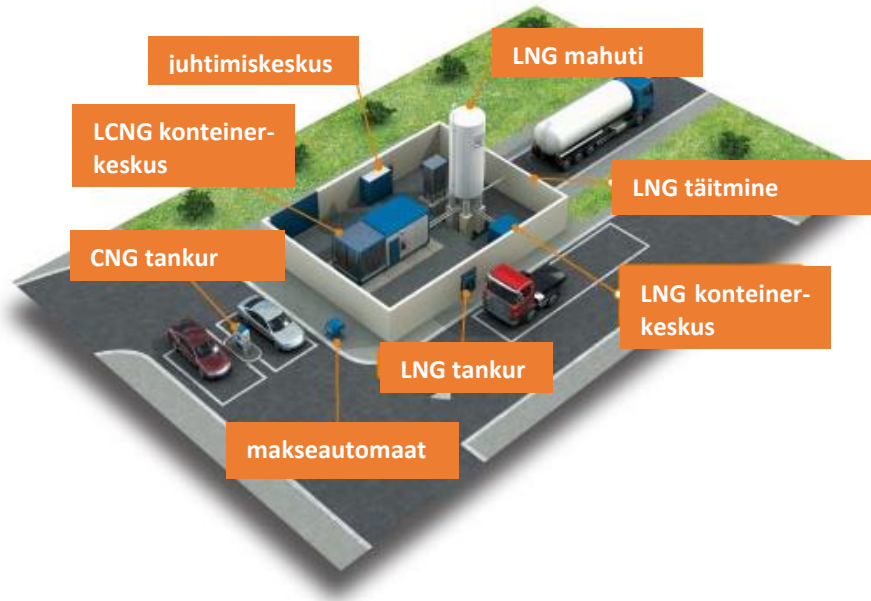 juhtimiskeskus
LNG mahuti
LCNG konteiner-
keskus
LNG täitmine
CNG tankur
LNG konteiner-
keskus
LNG tankur
makseautomaat